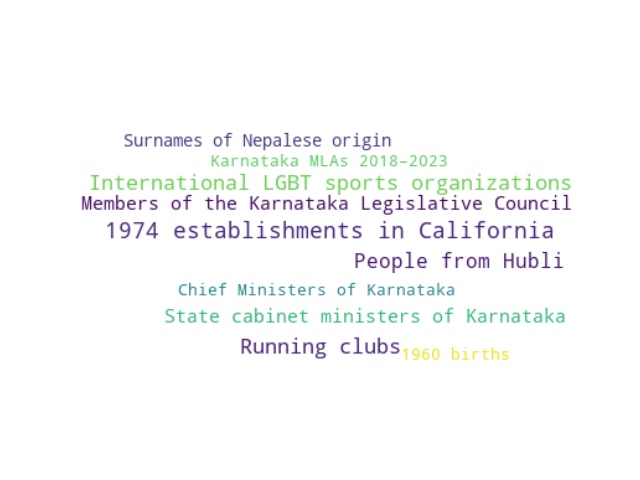 Surnames of Nepalese origin
Karnataka MLAs 2018–2023
International LGBT sports organizations
Members of the Karnataka Legislative Council
1974 establishments in California
People from Hubli
Chief Ministers of Karnataka
State cabinet ministers of Karnataka
Running clubs
1960 births